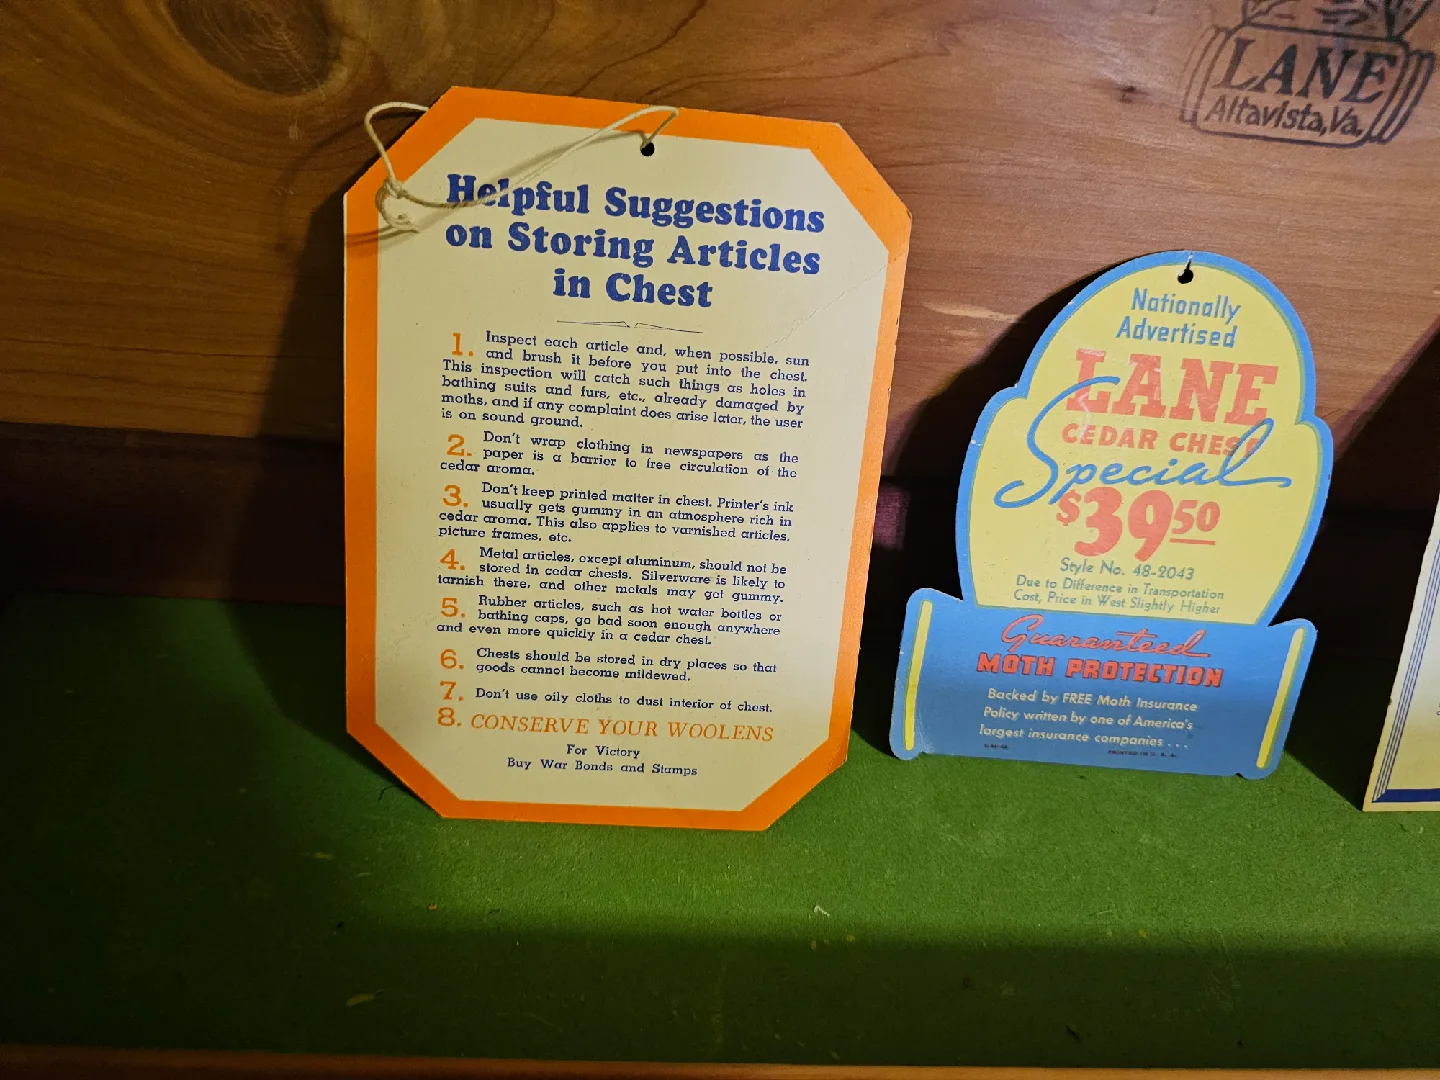 LANE
Altavista, Va.
Helpful Suggestions
on Storing Articles
in Chest
1. Inspect each article and, when possible, sun
and brush it before you put into the chest.
This inspection will catch such things as holes in
bathing suits and furs, etc., already damaged by
moths, and if any complaint does arise later, the user
is on sound ground.
2. Don't wrap clothing in newspapers as the
paper is a barrier to free circulation of the
cedar aroma.
3. Don't keep printed matter in chest. Printer's ink
usually gets gummy in an atmosphere rich in
cedar aroma. This also applies to varnished articles,
picture frames, etc.
4. Metal articles, except aluminum, should not be
stored in cedar chests. Silverware is likely to
tarnish there, and other metals may get gummy.
5. Rubber articles, such as hot water bottles or
bathing caps, go bad soon enough anywhere
and even more quickly in a cedar chest.
6. Chests should be stored in dry places so that
goods cannot become mildewed.
7. Don't use oily cloths to dust interior of chest.
8. CONSERVE YOUR WOOLENS
For Victory
Buy War Bonds and Stamps
Nationally
Advertised
LANE
CEDAR CHEST
Special
$3950
Style No. 48-2043
Due to Difference in Transportation
Cost, Price in West Slightly Higher
Guaranteed
MOTH PROTECTION
Backed by FREE Moth Insurance
Policy written by one of America's
largest insurance companies . . .
PRINTED IN U. S. A.